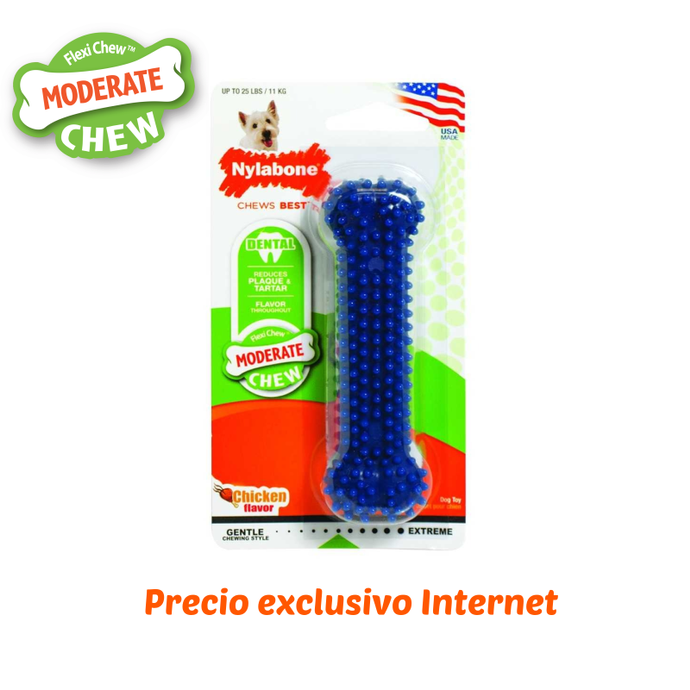 Flexi Chew™
MODERATE
CHEW
UP TO 25 LBS / 11 KG
USA
MADE
Nylabone
CHEWS BEST
DENTAL
REDUCES
PLAQUE &
TARTAR
FLAVOR
THROUGHOUT
Flexi Chew™
MODERATE
CHEW
Chicken
flavor
Dog Toy
GENTLE
CHEWING STYLE
EXTREME
Precio exclusivo Internet